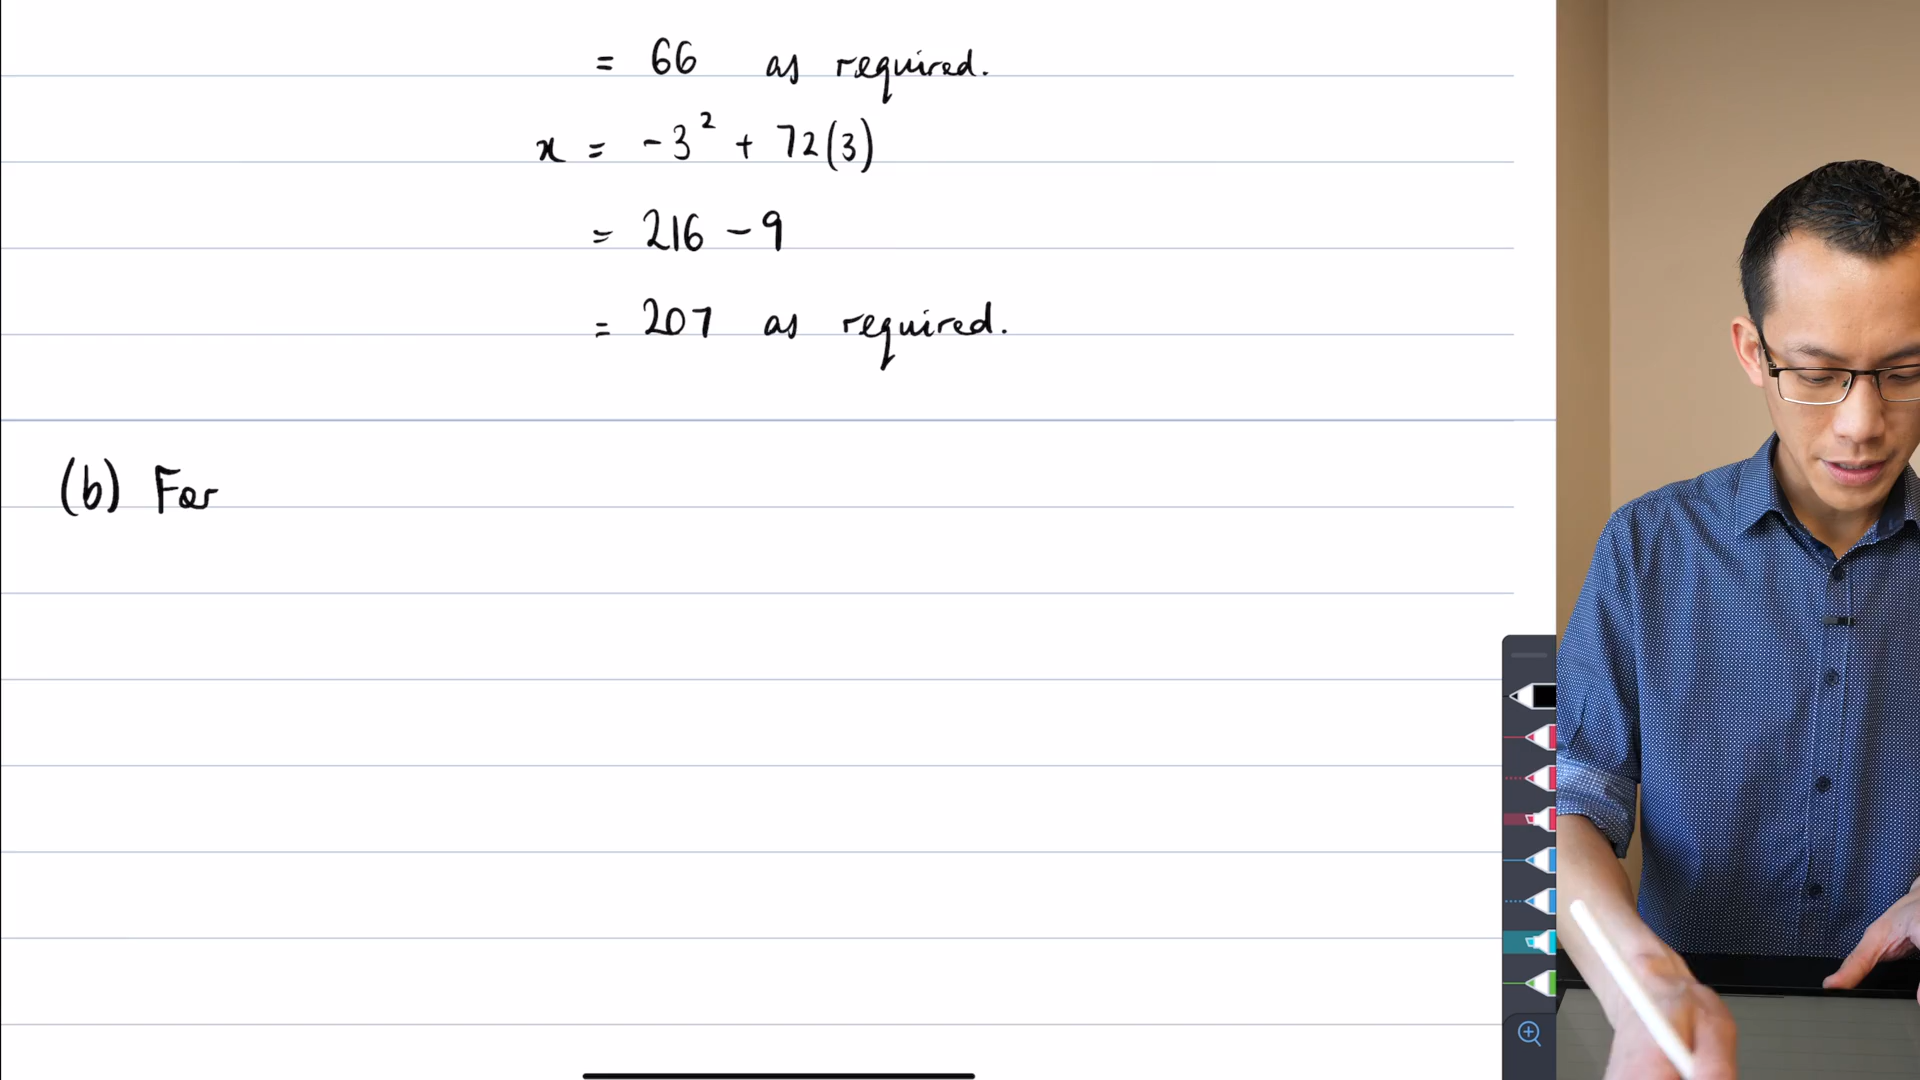 = 66 as required.
x = -3² + 72(3)
= 216 - 9
= 207 as required.
(b) For